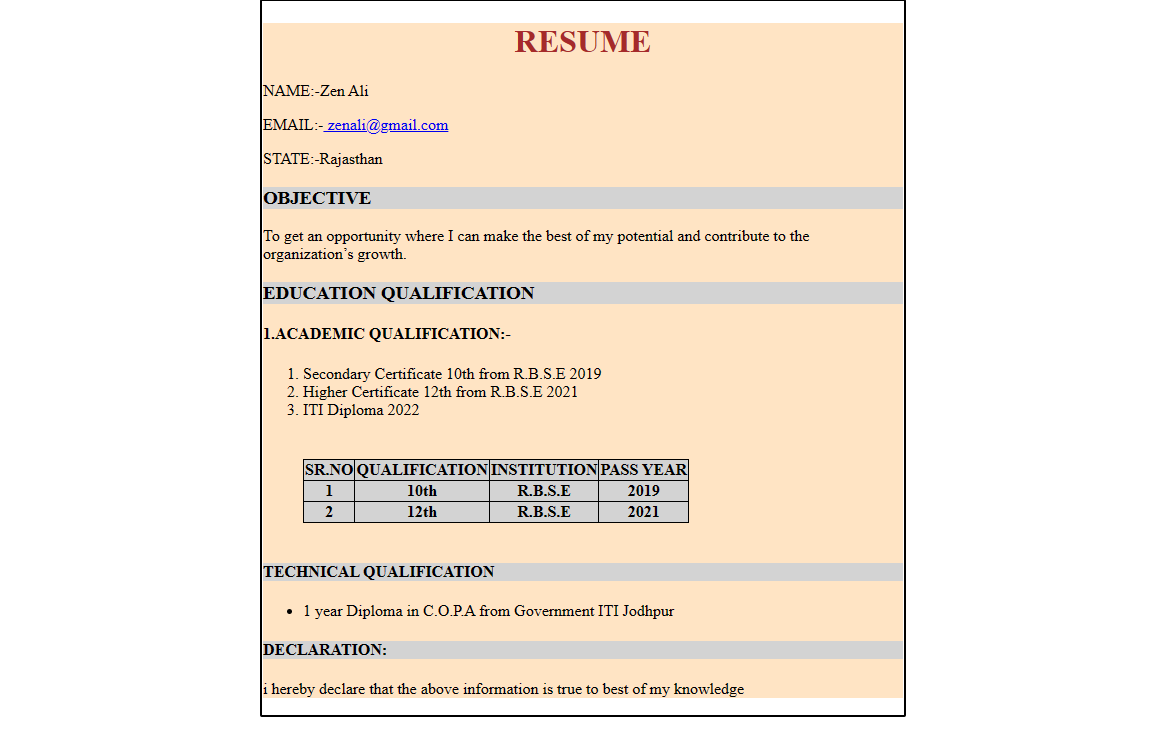 RESUME
NAME:-Zen Ali
EMAIL:- zenali@gmail.com
STATE:-Rajasthan
OBJECTIVE
To get an opportunity where I can make the best of my potential and contribute to the
organization’s growth.
EDUCATION QUALIFICATION
1.ACADEMIC QUALIFICATION:-
1. Secondary Certificate 10th from R.B.S.E 2019
2. Higher Certificate 12th from R.B.S.E 2021
3. ITI Diploma 2022
SR.NO QUALIFICATION INSTITUTION PASS YEAR
1 10th R.B.S.E 2019
2 12th R.B.S.E 2021
TECHNICAL QUALIFICATION
• 1 year Diploma in C.O.P.A from Government ITI Jodhpur
DECLARATION:
i hereby declare that the above information is true to best of my knowledge